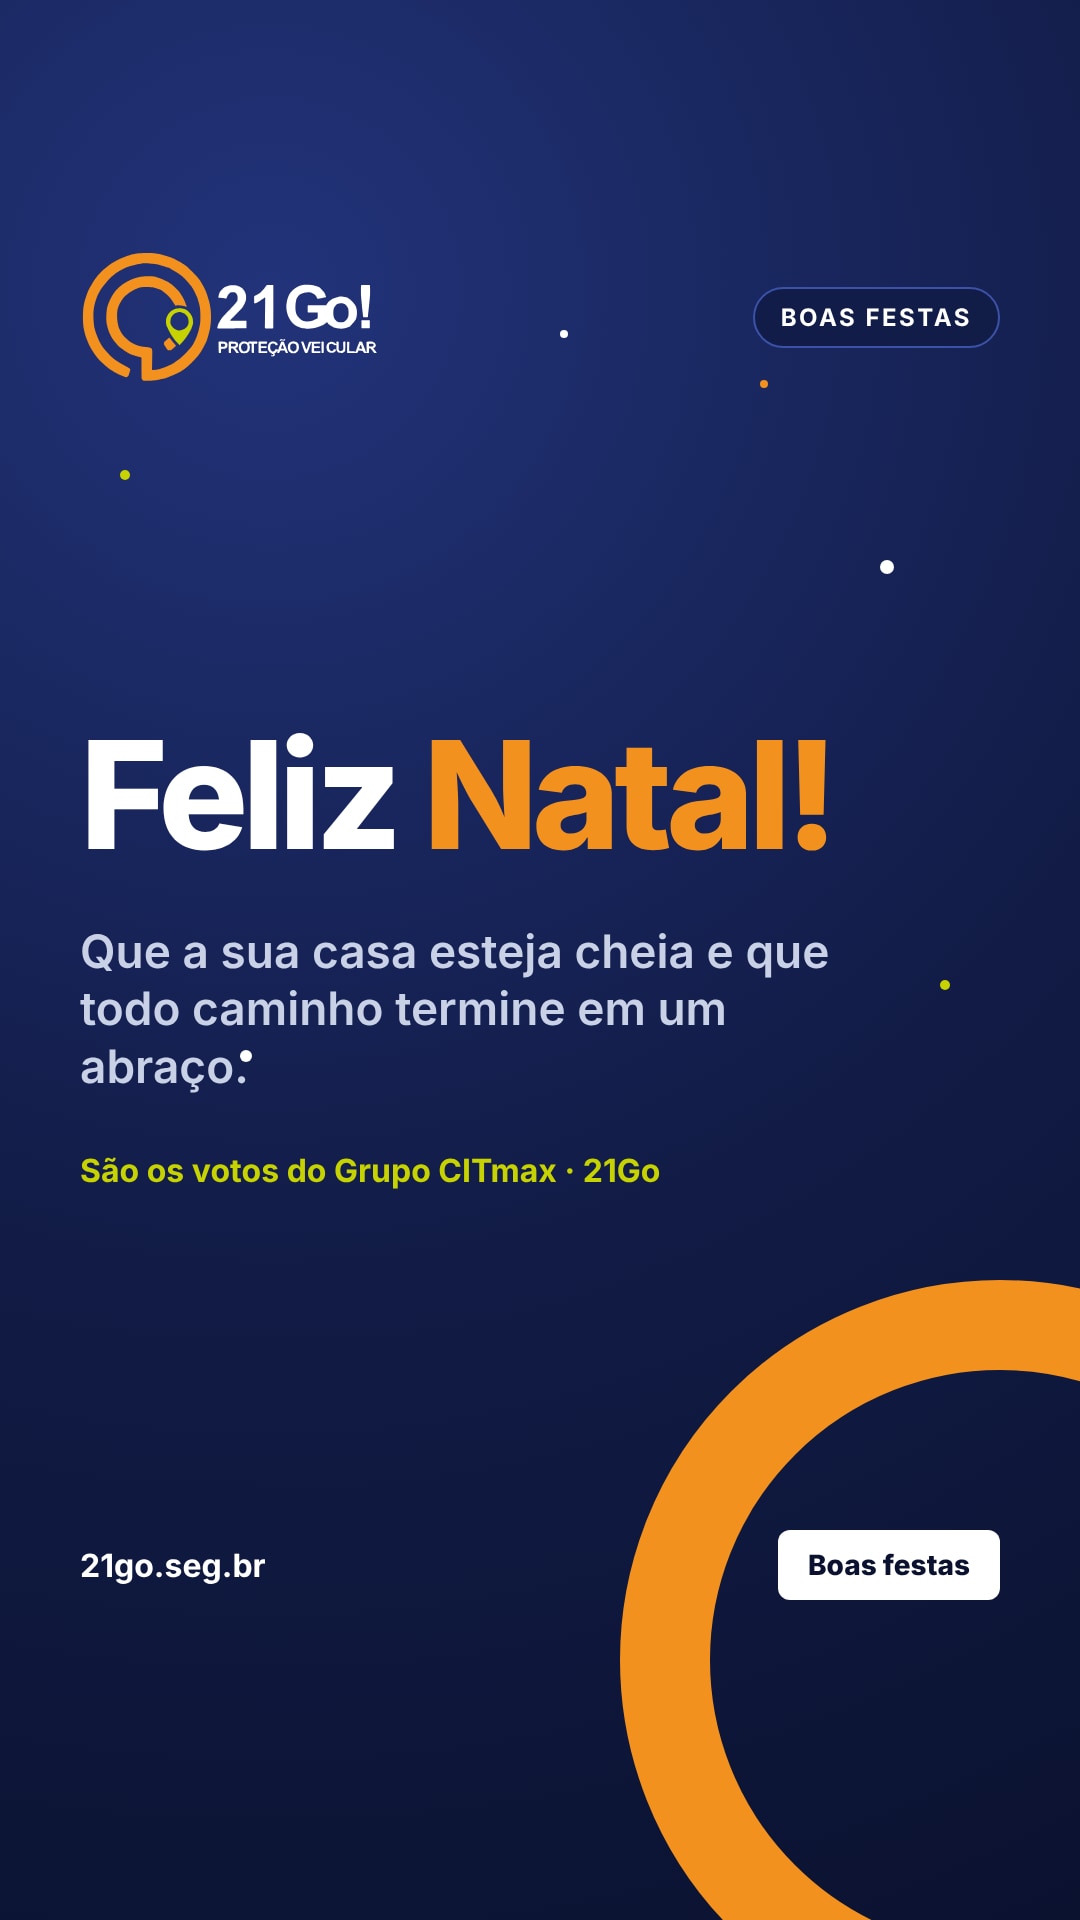 21Go!
PROTEÇÃO VEICULAR
BOAS FESTAS
Feliz Natal!
Que a sua casa esteja cheia e que
todo caminho termine em um
abraço.
São os votos do Grupo CITmax · 21Go
21go.seg.br
Boas festas